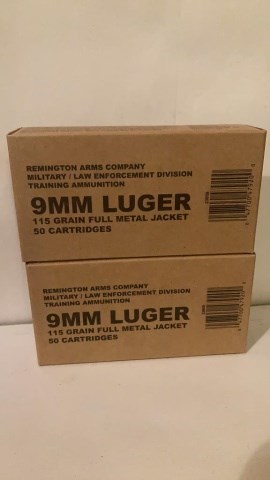 REMINGTON ARMS COMPANY
MILITARY / LAW ENFORCEMENT DIVISION
TRAINING AMMUNITION
9MM LUGER
115 GRAIN FULL METAL JACKET
50 CARTRIDGES
REMINGTON ARMS COMPANY
MILITARY / LAW ENFORCEMENT DIVISION
TRAINING AMMUNITION
9MM LUGER
115 GRAIN FULL METAL JACKET
50 CARTRIDGES